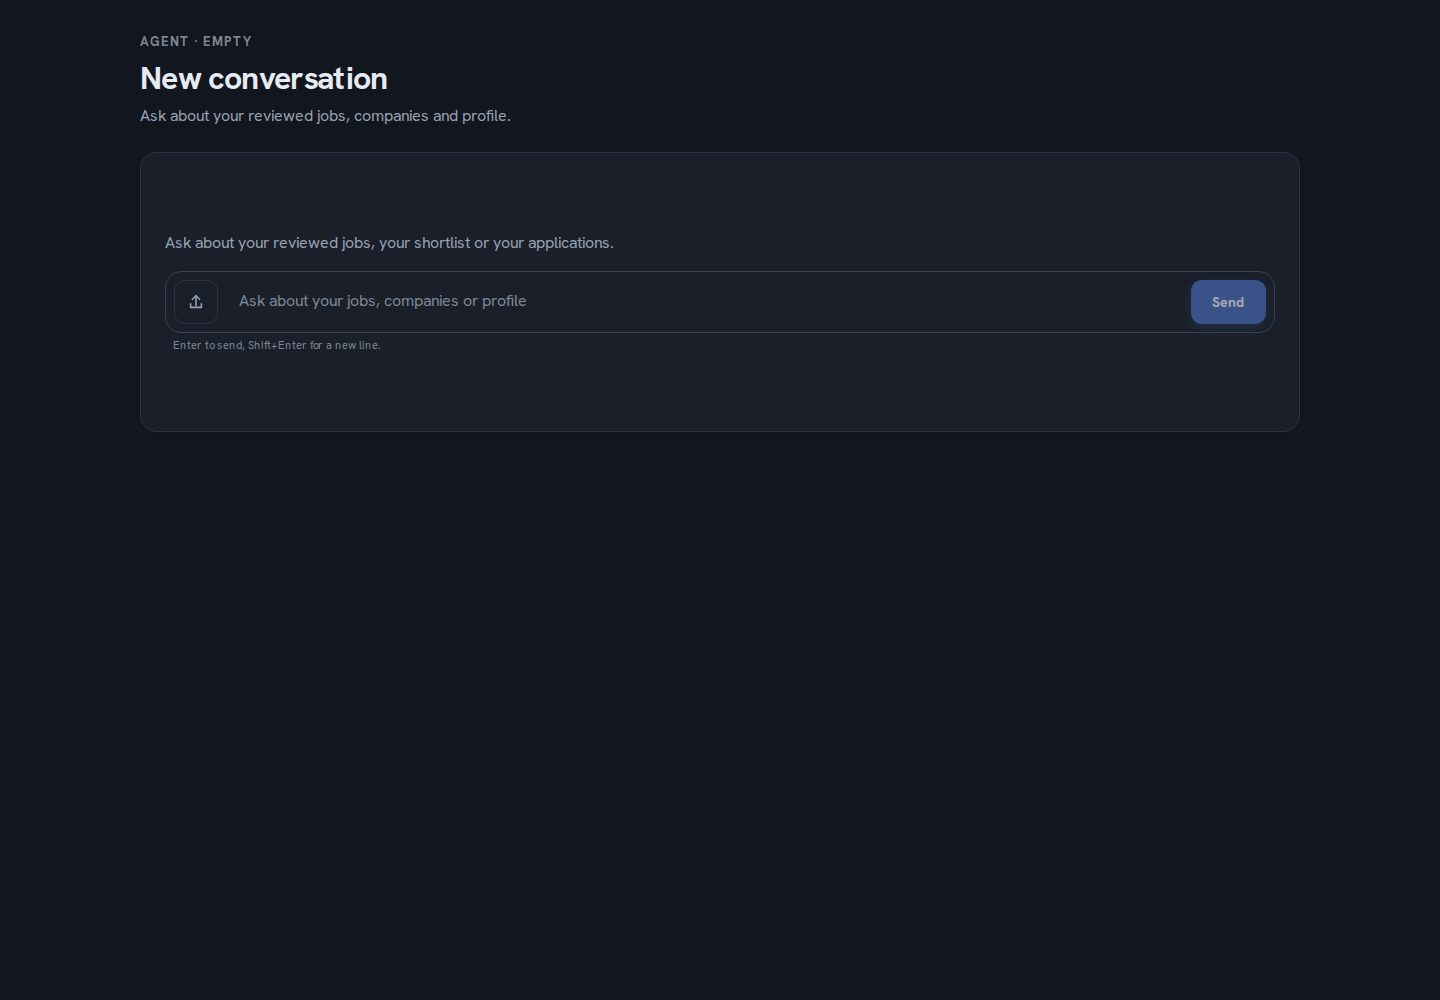 AGENT · EMPTY
New conversation
Ask about your reviewed jobs, companies and profile.
Ask about your reviewed jobs, your shortlist or your applications.
Ask about your jobs, companies or profile
Send
Enter to send, Shift+Enter for a new line.